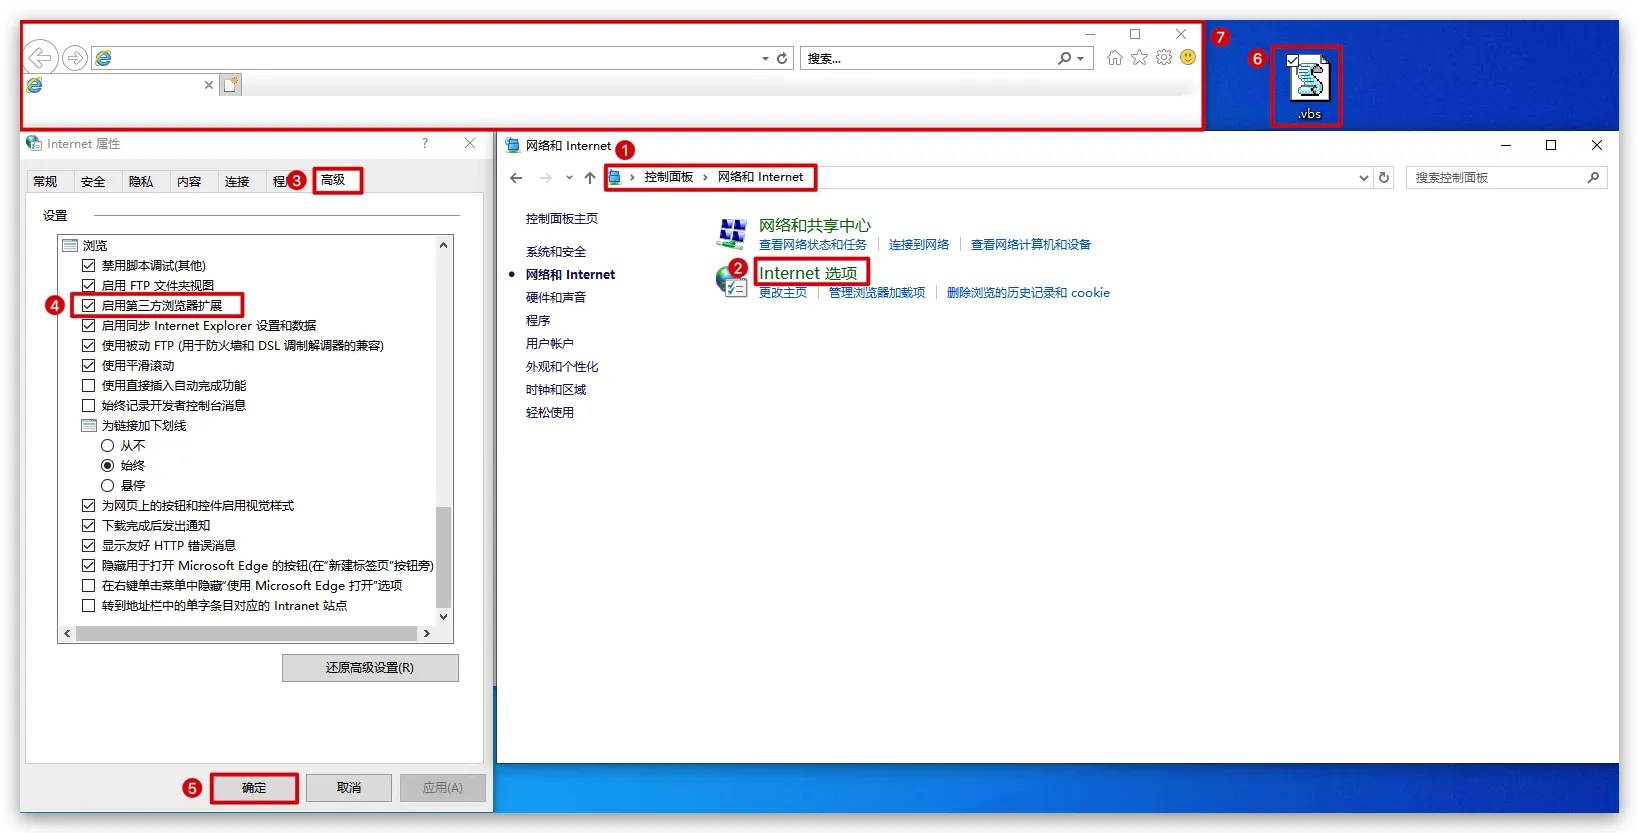 搜索...
7
6
.vbs
Internet 属性
?
常规 安全 隐私 内容 连接 程 3 高级
设置
浏览
禁用脚本调试(其他)
启用 FTP 文件夹视图
4 启用第三方浏览器扩展
启用同步 Internet Explorer 设置和数据
使用被动 FTP (用于防火墙和 DSL 调制解调器的兼容)
使用平滑滚动
使用直接插入自动完成功能
始终记录开发者控制台消息
为链接加下划线
从不
始终
悬停
为网页上的按钮和控件启用视觉样式
下载完成后发出通知
显示友好 HTTP 错误消息
隐藏用于打开 Microsoft Edge 的按钮(在“新建标签页”按钮旁)
在右键单击菜单中隐藏“使用 Microsoft Edge 打开”选项
转到地址栏中的单字条目对应的 Intranet 站点
还原高级设置(R)
5 确定 取消 应用(A)
网络和 Internet
1
控制面板 › 网络和 Internet
搜索控制面板
控制面板主页
系统和安全
网络和 Internet
硬件和声音
程序
用户帐户
外观和个性化
时钟和区域
轻松使用
网络和共享中心
查看网络状态和任务 连接到网络 查看网络计算机和设备
2 Internet 选项
更改主页 管理浏览器加载项 删除浏览的历史记录和 cookie